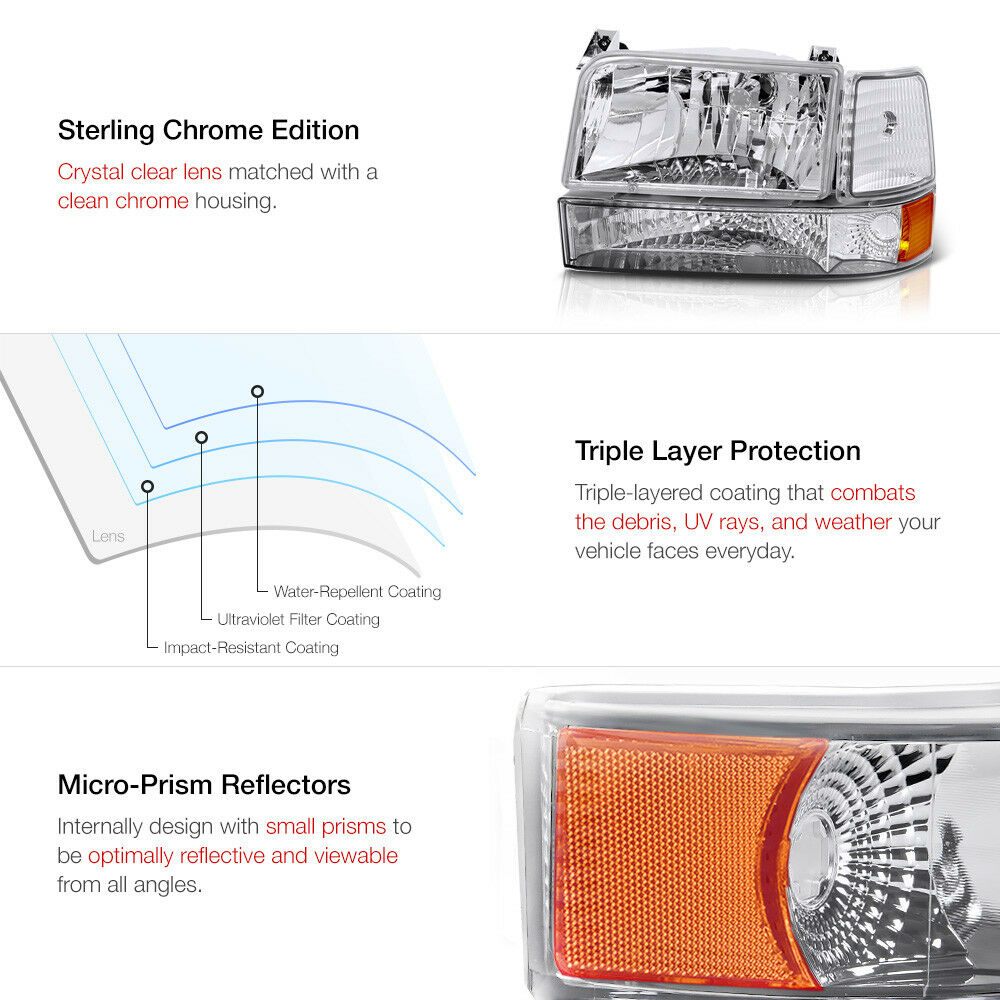 Sterling Chrome Edition
Crystal clear lens matched with a
clean chrome housing.
Lens
Water-Repellent Coating
Ultraviolet Filter Coating
Impact-Resistant Coating
Triple Layer Protection
Triple-layered coating that combats
the debris, UV rays, and weather your
vehicle faces everyday.
Micro-Prism Reflectors
Internally design with small prisms to
be optimally reflective and viewable
from all angles.